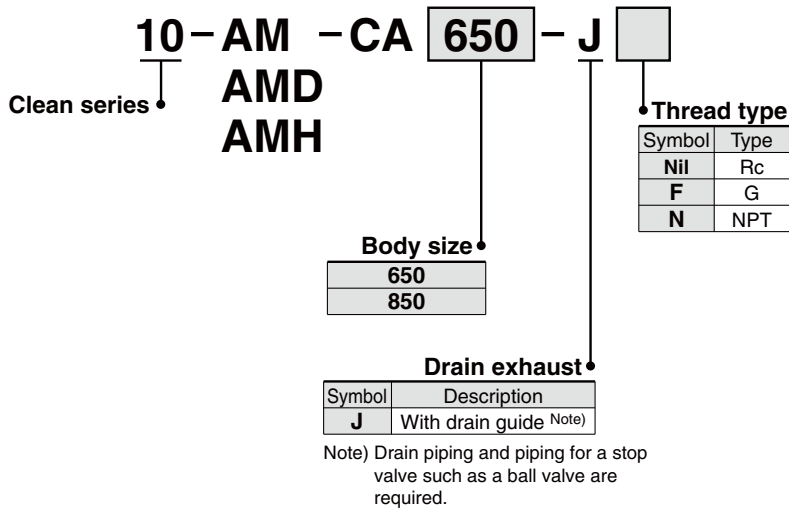 10 – AM – CA 650 – J
AMD
AMH
Clean series
Thread type
Symbol Type
Nil Rc
F G
N NPT
Body size
650
850
Drain exhaust
Symbol Description
J With drain guide Note)
Note) Drain piping and piping for a stop
valve such as a ball valve are
required.